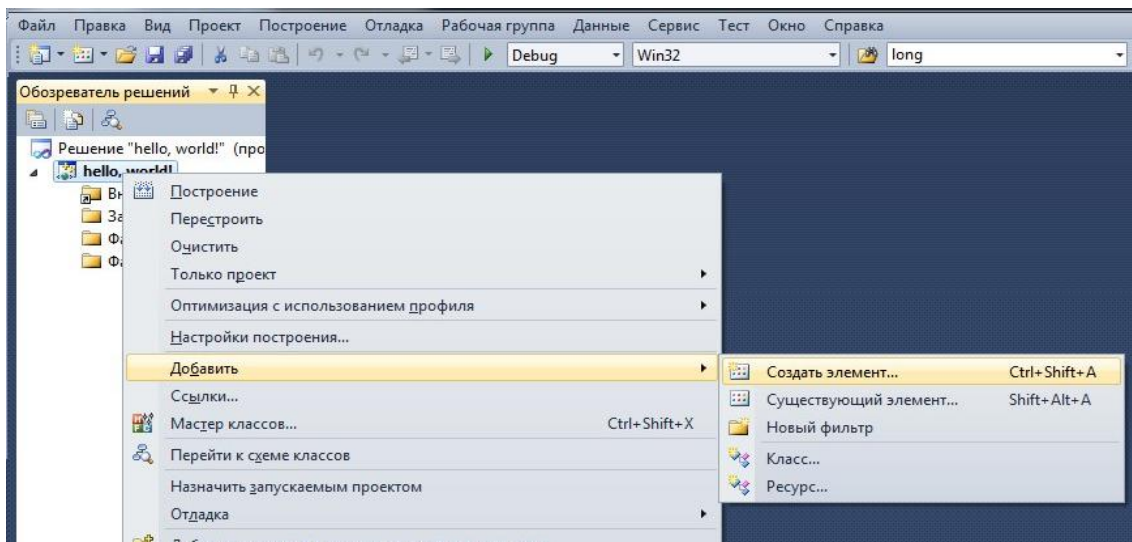 Файл Правка Вид Проект Построение Отладка Рабочая группа Данные Сервис Тест Окно Справка
Debug Win32 long
Обозреватель решений
Решение "hello, world!" (про
hello, world!
Построение
Перестроить
Очистить
Только проект
Оптимизация с использованием профиля
Настройки построения...
Добавить
Ссылки...
Мастер классов... Ctrl+Shift+X
Перейти к схеме классов
Назначить запускаемым проектом
Отладка
Создать элемент... Ctrl+Shift+A
Существующий элемент... Shift+Alt+A
Новый фильтр
Класс...
Ресурс...